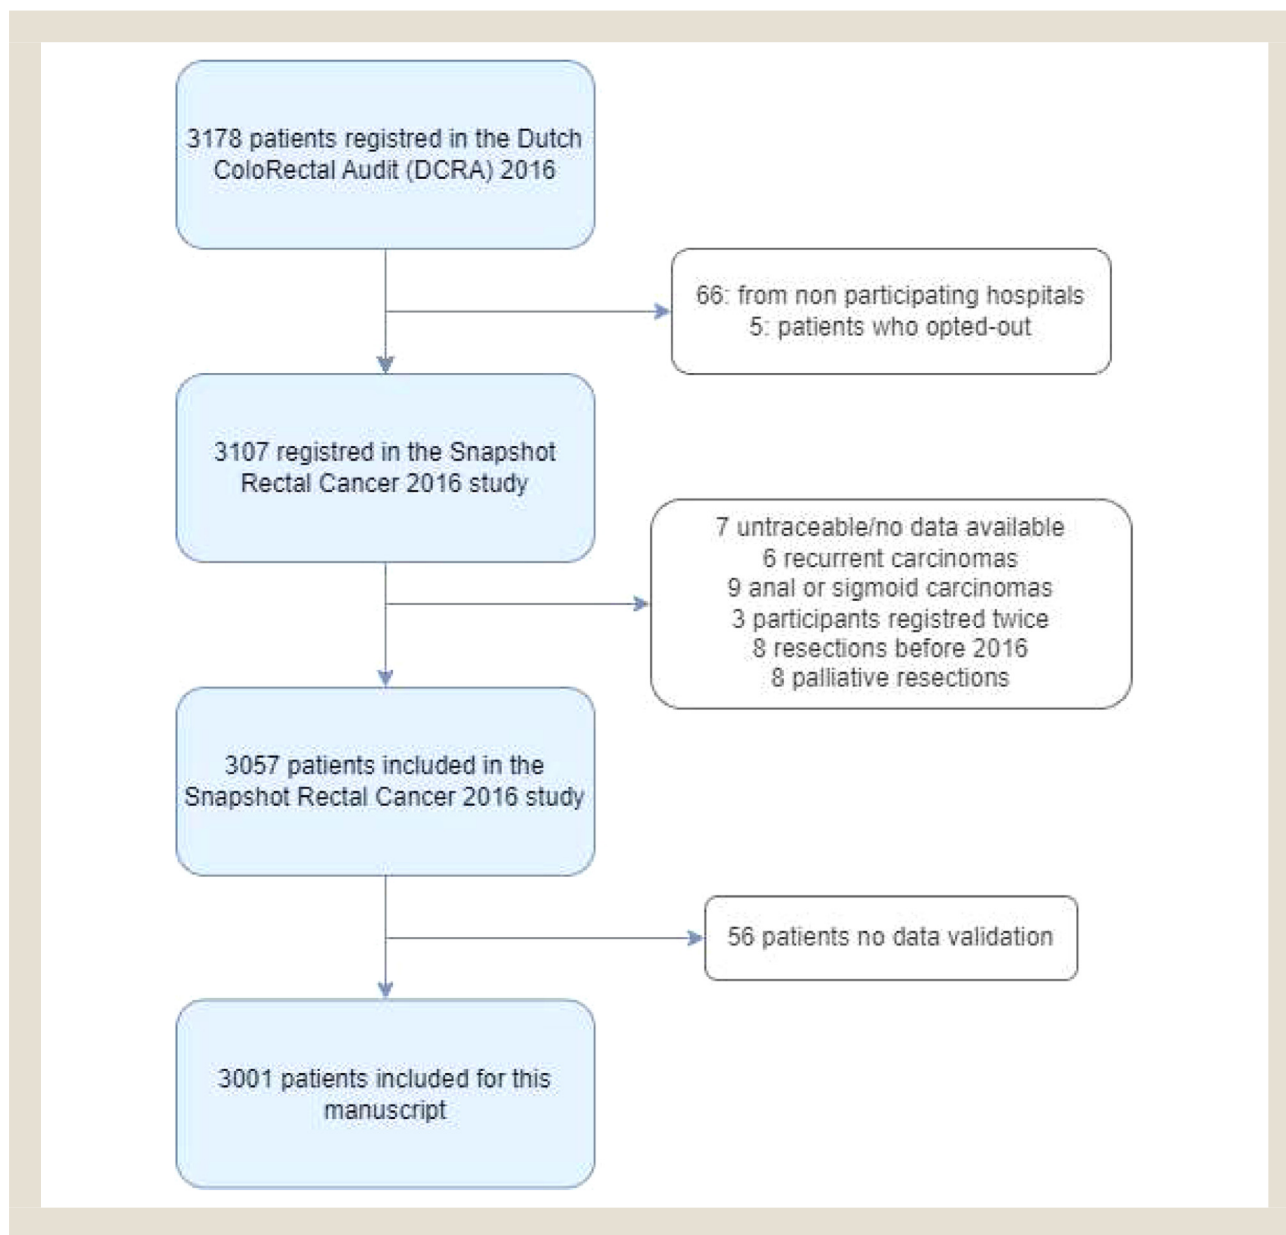 3178 patients registred in the Dutch
ColoRectal Audit (DCRA) 2016
66: from non participating hospitals
5: patients who opted-out
3107 registred in the Snapshot
Rectal Cancer 2016 study
7 untraceable/no data available
6 recurrent carcinomas
9 anal or sigmoid carcinomas
3 participants registred twice
8 resections before 2016
8 palliative resections
3057 patients included in the
Snapshot Rectal Cancer 2016 study
56 patients no data validation
3001 patients included for this
manuscript